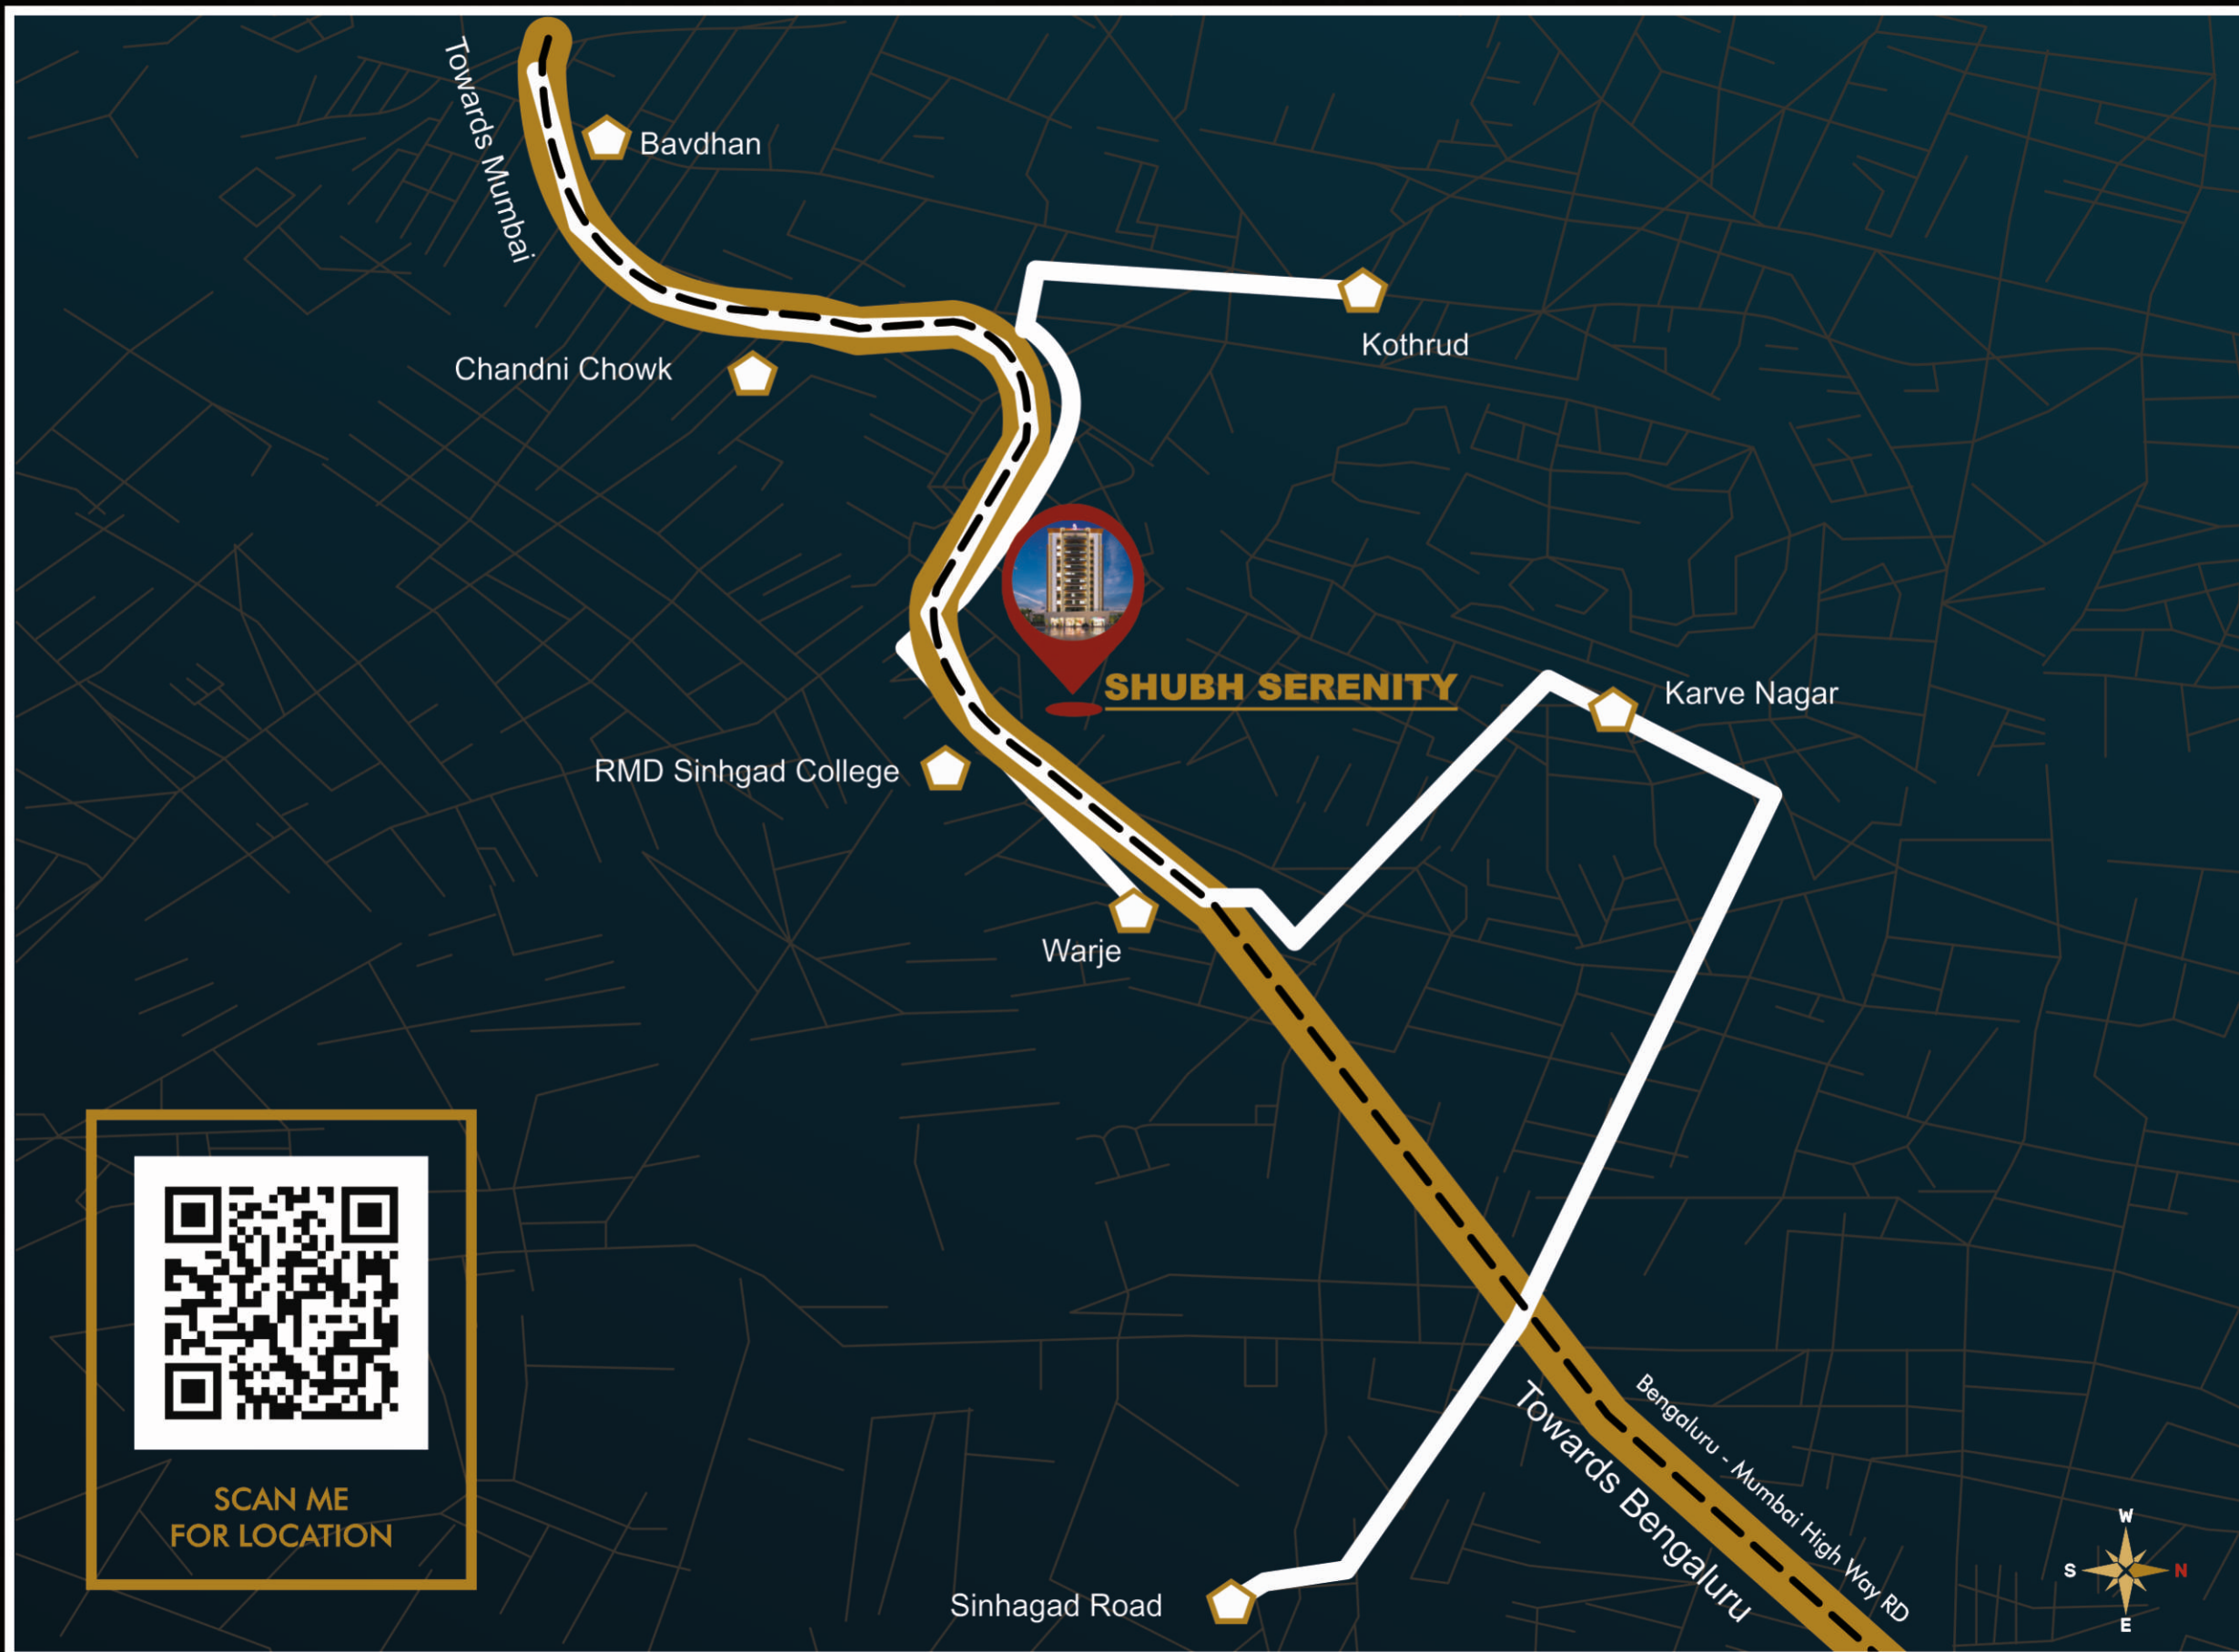 Towards Mumbai
Bavdhan
Kothrud
Chandni Chowk
SHUBH SERENITY
Karve Nagar
RMD Sinhgad College
Warje
Bengaluru - Mumbai High Way RD
Towards Bengaluru
SCAN ME
FOR LOCATION
Sinhagad Road
W
S
N
E